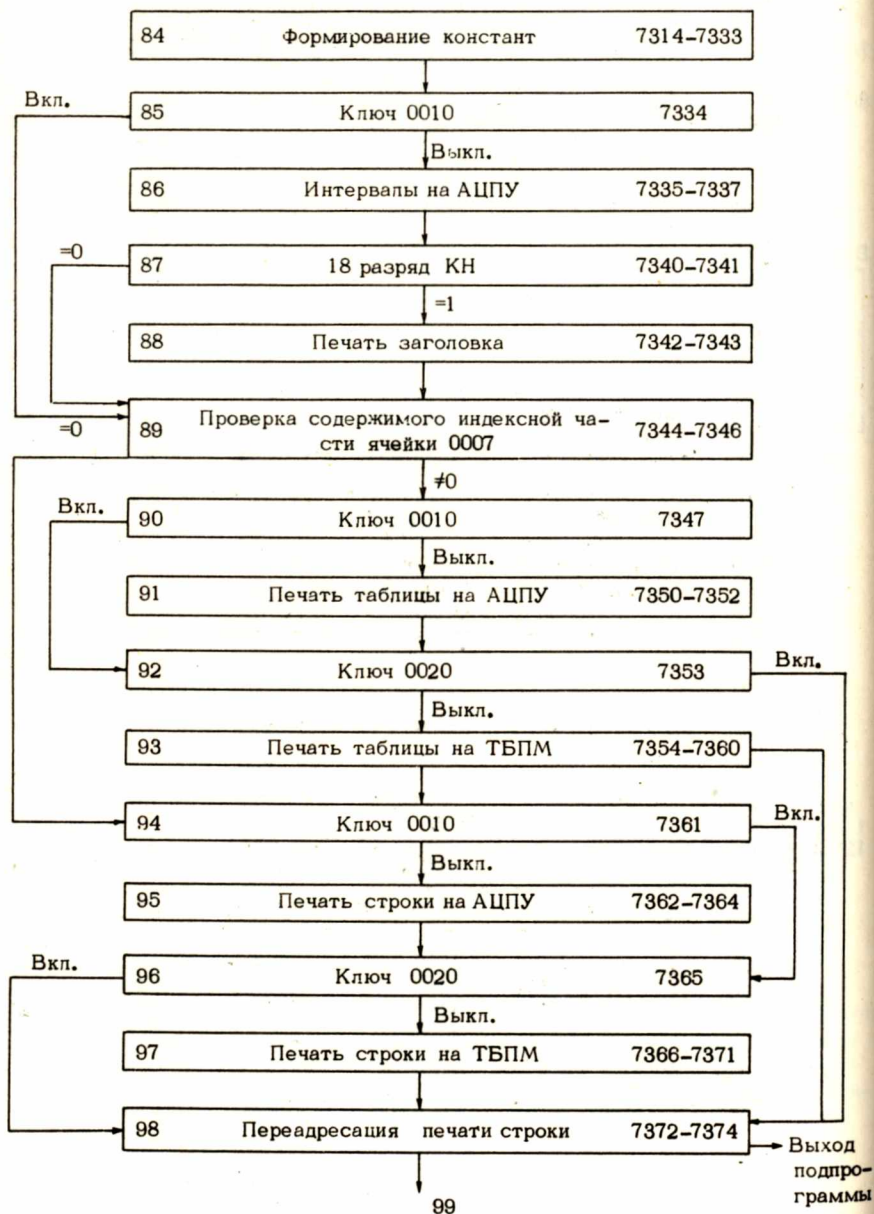 84 Формирование констант 7314-7333
Вкл.
85 Ключ 0010 7334
Выкл.
86 Интервалы на АЦПУ 7335-7337
=0
87 18 разряд КН 7340-7341
=1
88 Печать заголовка 7342-7343
=0
89 Проверка содержимого индексной ча-
сти ячейки 0007 7344-7346
≠0
Вкл.
90 Ключ 0010 7347
Выкл.
91 Печать таблицы на АЦПУ 7350-7352
92 Ключ 0020 7353
Вкл.
Выкл.
93 Печать таблицы на ТБПМ 7354-7360
94 Ключ 0010 7361
Вкл.
Выкл.
95 Печать строки на АЦПУ 7362-7364
Вкл.
96 Ключ 0020 7365
Выкл.
97 Печать строки на ТБПМ 7366-7371
98 Переадресация печати строки 7372-7374
Выход
подпро-
граммы
99